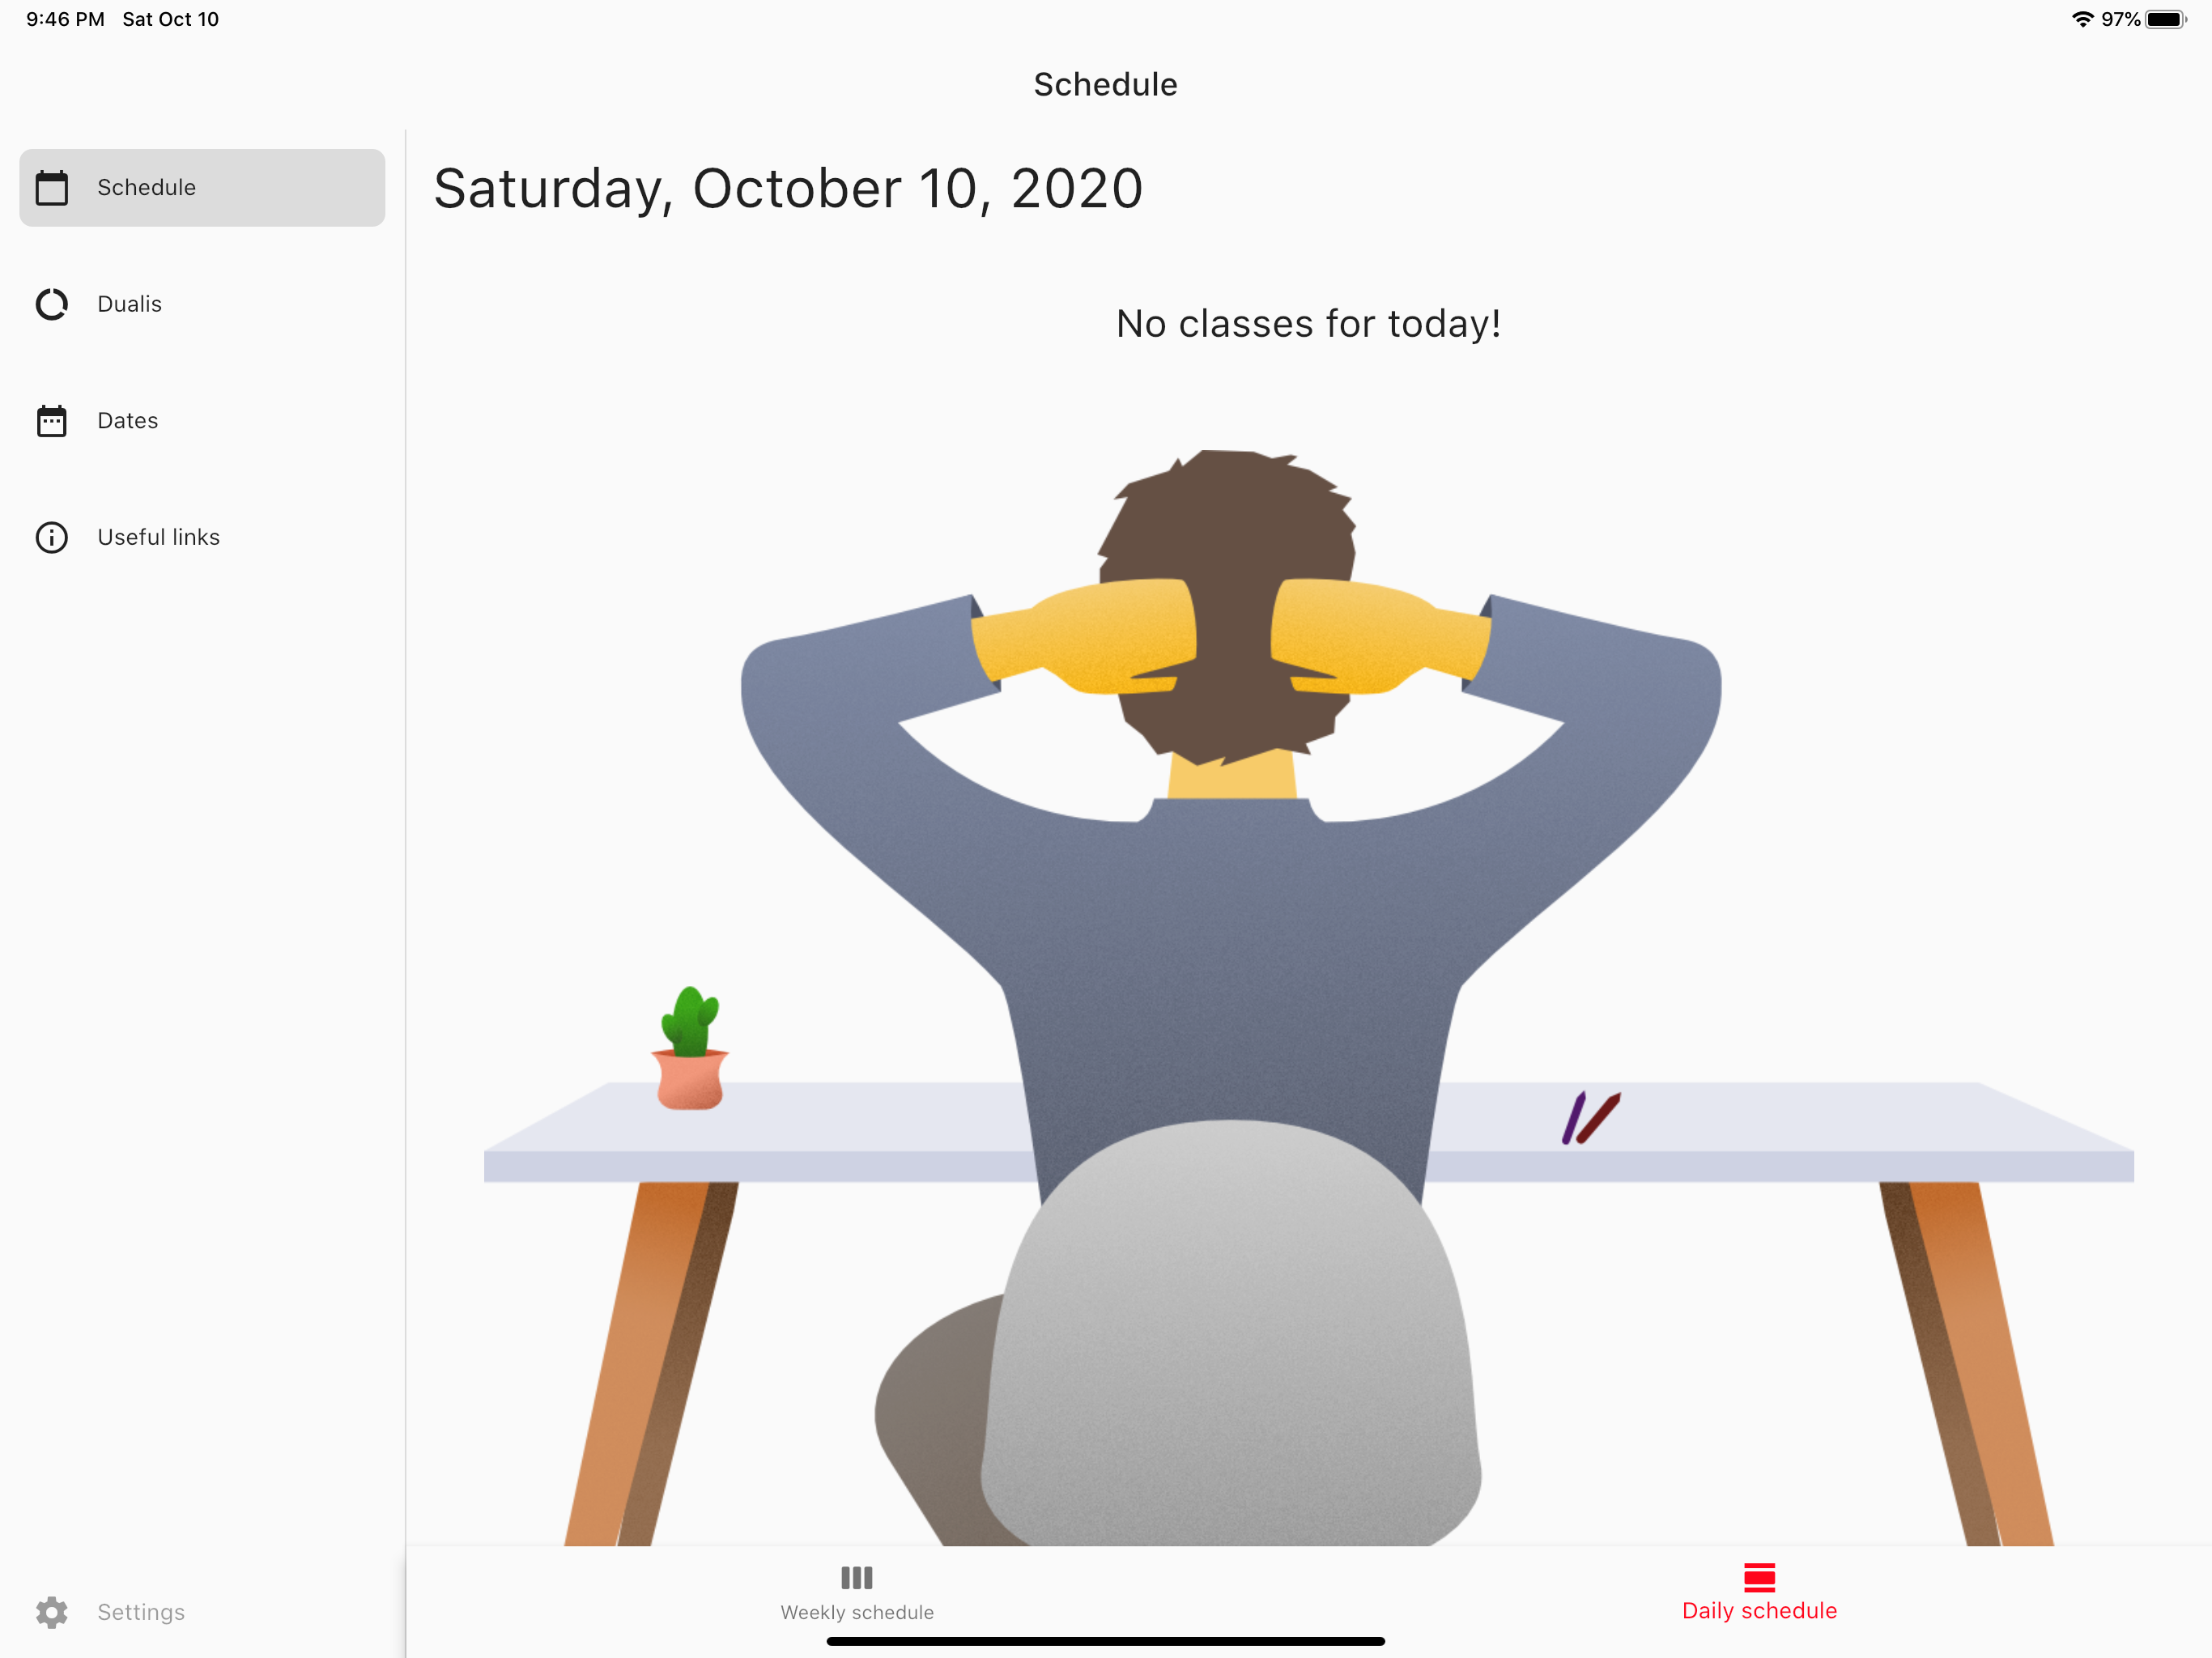 9:46 PM Sat Oct 10
97%
Schedule
Schedule
Dualis
Dates
Useful links
Settings
Saturday, October 10, 2020
No classes for today!
Weekly schedule
Daily schedule